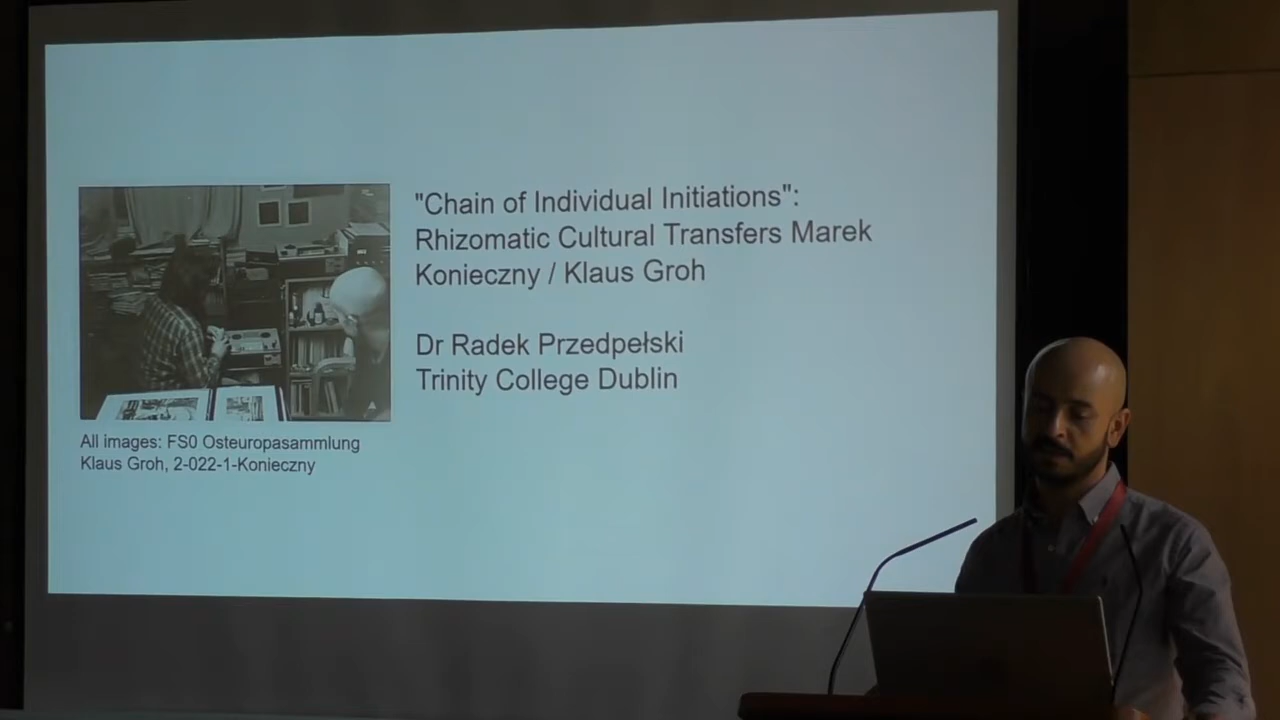 "Chain of Individual Initiations":
Rhizomatic Cultural Transfers Marek
Konieczny / Klaus Groh
Dr Radek Przedpełski
Trinity College Dublin
All images: FS0 Osteuropasammlung
Klaus Groh, 2-022-1-Konieczny